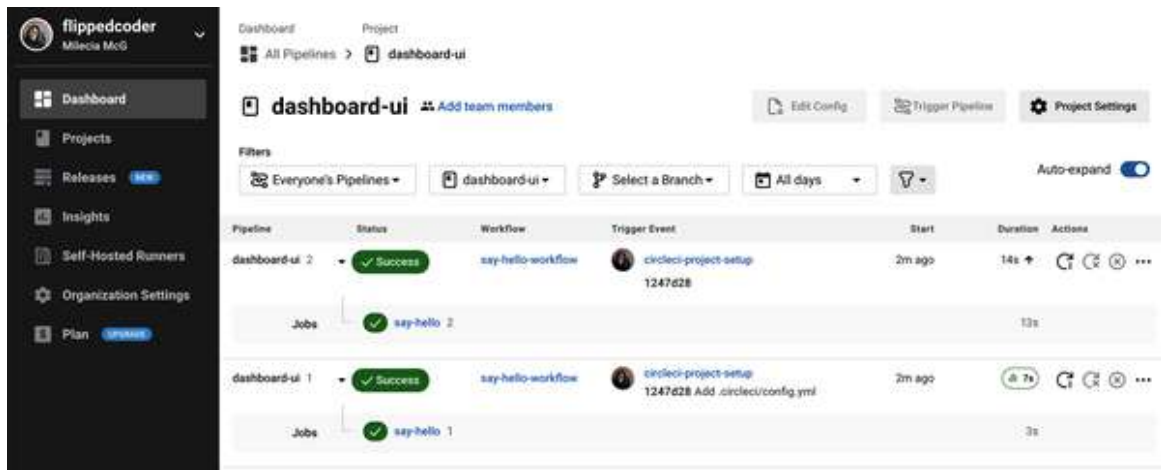 flippedcoder
Milecia McG
Dashboard
Projects
Releases NEW
Insights
Self-Hosted Runners
Organization Settings
Plan UPGRADE
Dashboard Project
All Pipelines > dashboard-ui
dashboard-ui Add team members Edit Config Trigger Pipeline Project Settings
Filters
Everyone's Pipelines dashboard-ui Select a Branch All days Auto-expand
Pipeline Status Workflow Trigger Event Start Duration Actions
dashboard-ui 2 Success say-hello-workflow circleci-project-setup 2m ago 14s
1247d28
Jobs say-hello 2 13s
dashboard-ui 1 Success say-hello-workflow circleci-project-setup 2m ago 7s
1247d28 Add .circleci/config.yml
Jobs say-hello 1 3s